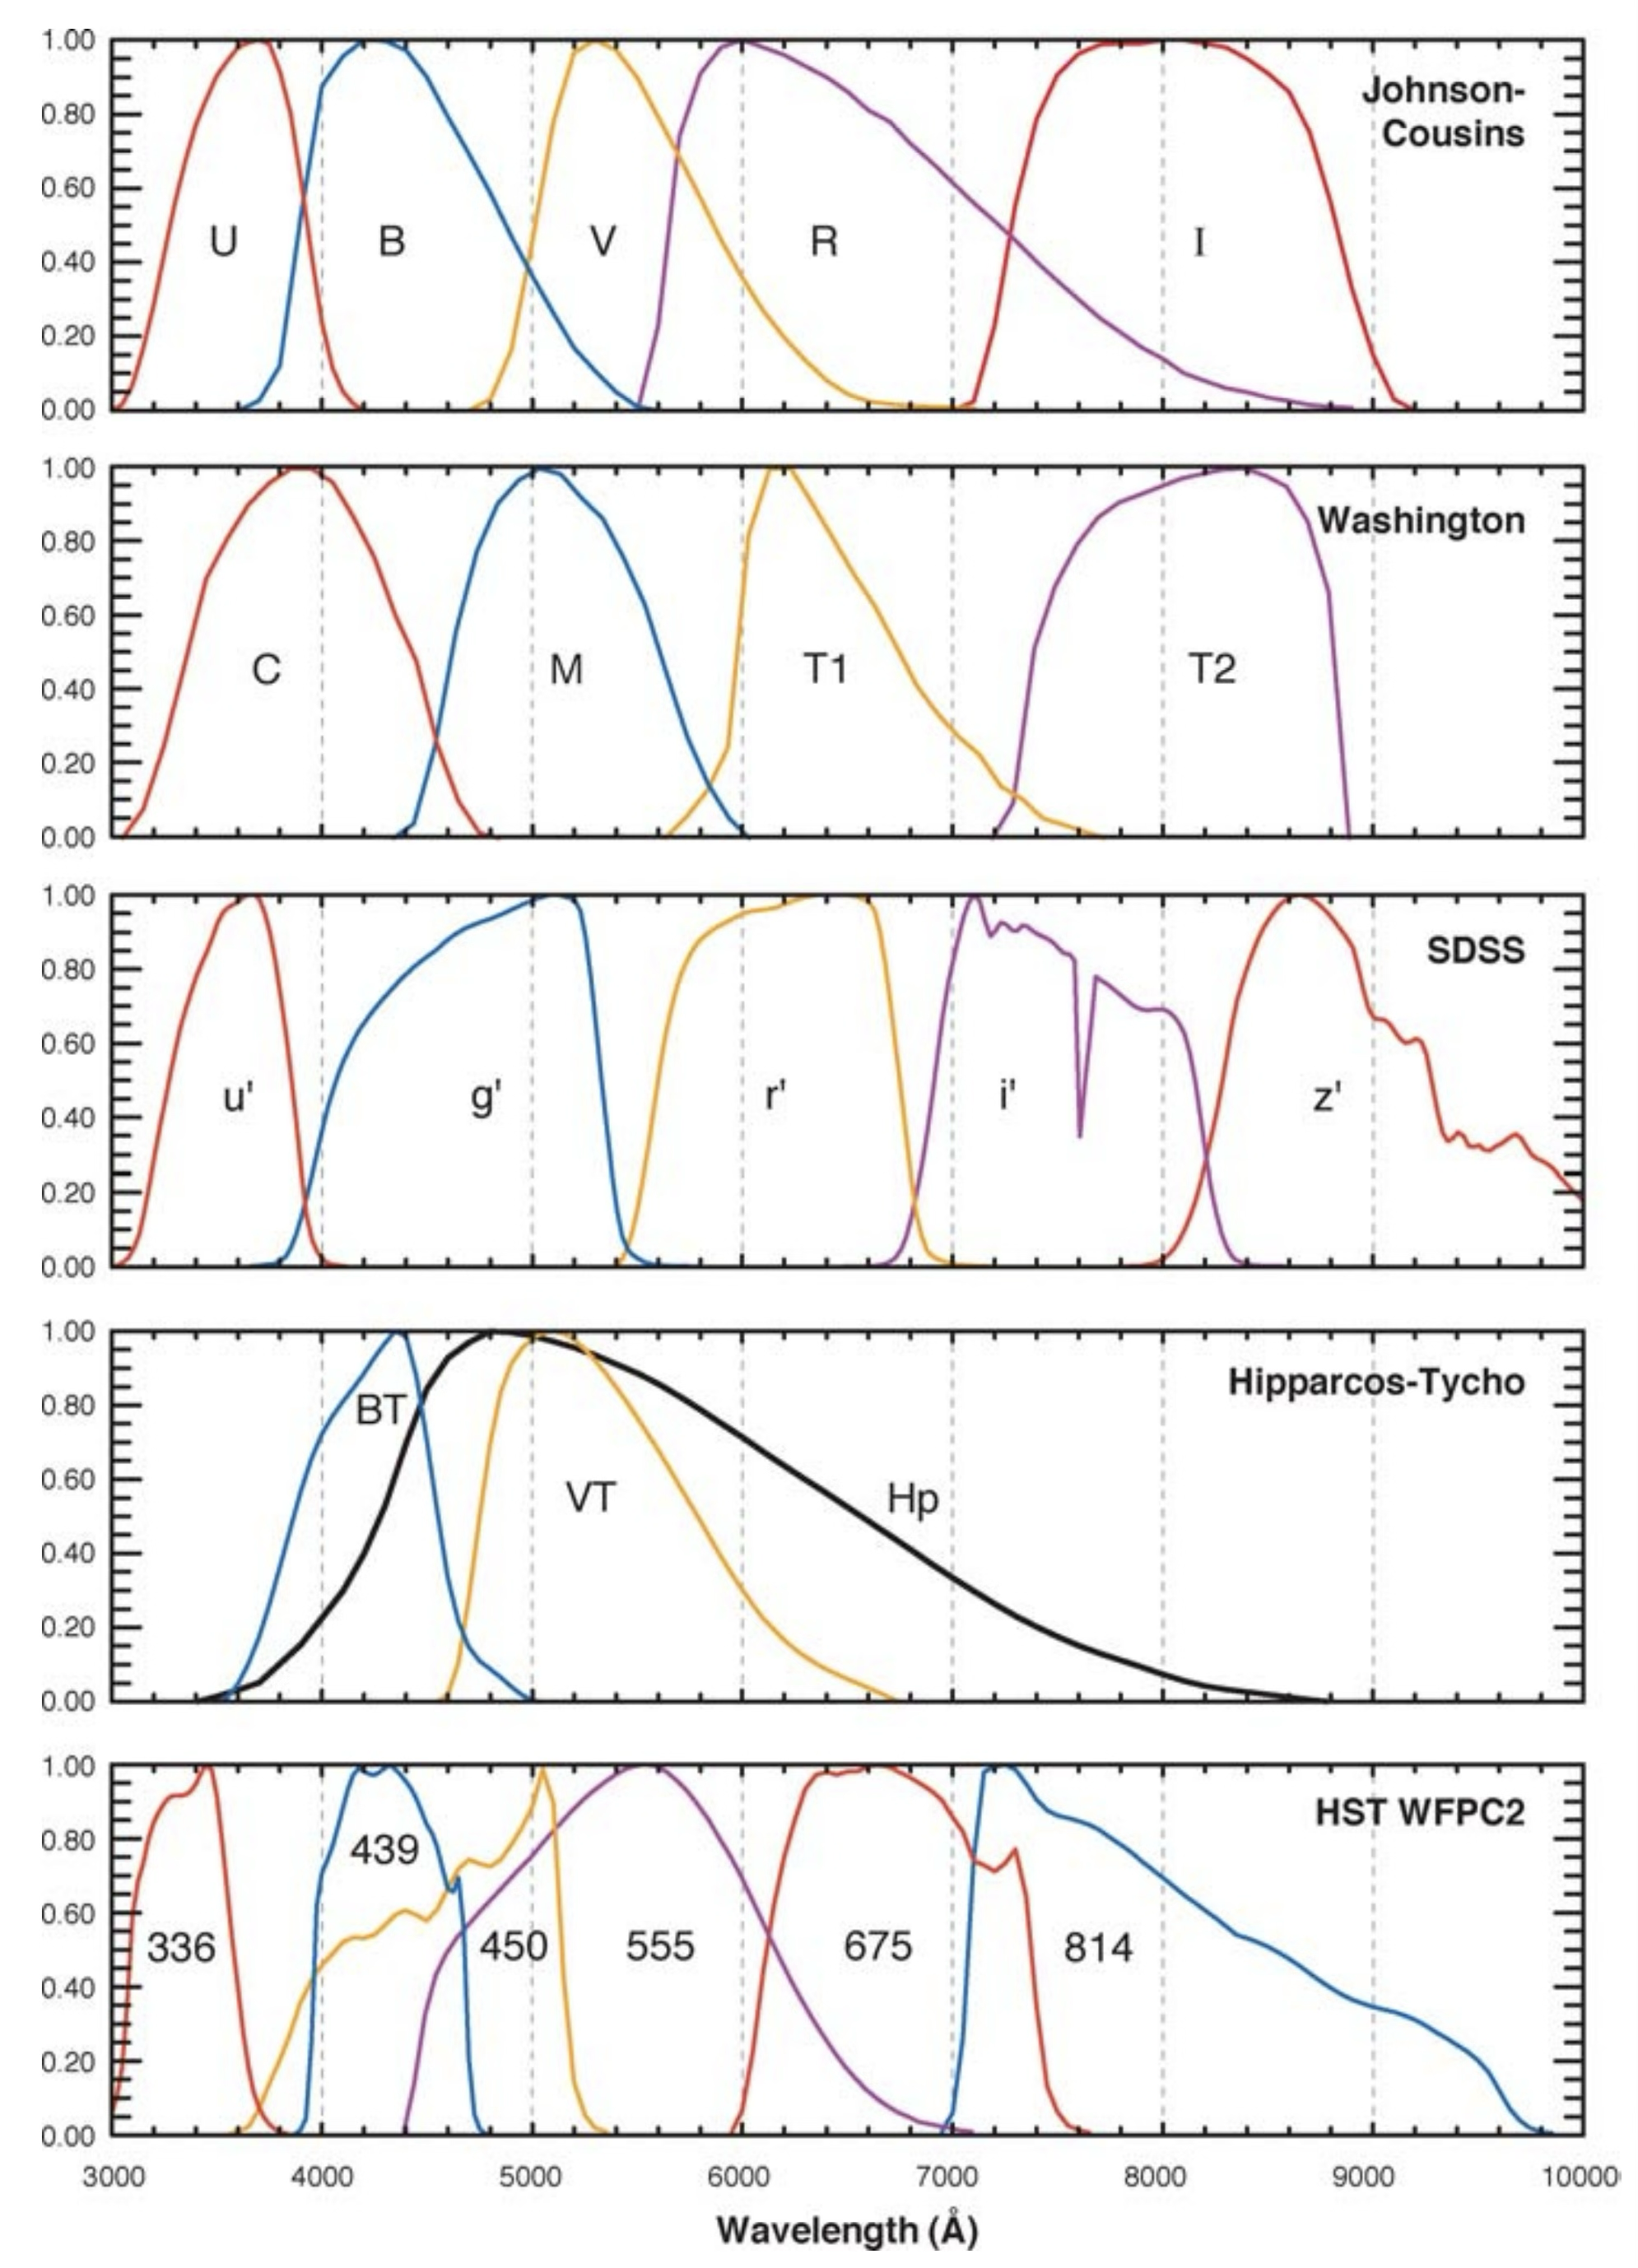 1.00
0.80
0.60
0.40
0.20
0.00
Johnson-
Cousins
U B V R I
1.00
0.80
0.60
0.40
0.20
0.00
Washington
C M T1 T2
1.00
0.80
0.60
0.40
0.20
0.00
SDSS
u' g' r' i' z'
1.00
0.80
0.60
0.40
0.20
0.00
Hipparcos-Tycho
BT
VT Hp
1.00
0.80
0.60
0.40
0.20
0.00
HST WFPC2
439
336 450 555 675 814
3000 4000 5000 6000 7000 8000 9000 10000
Wavelength (Å)